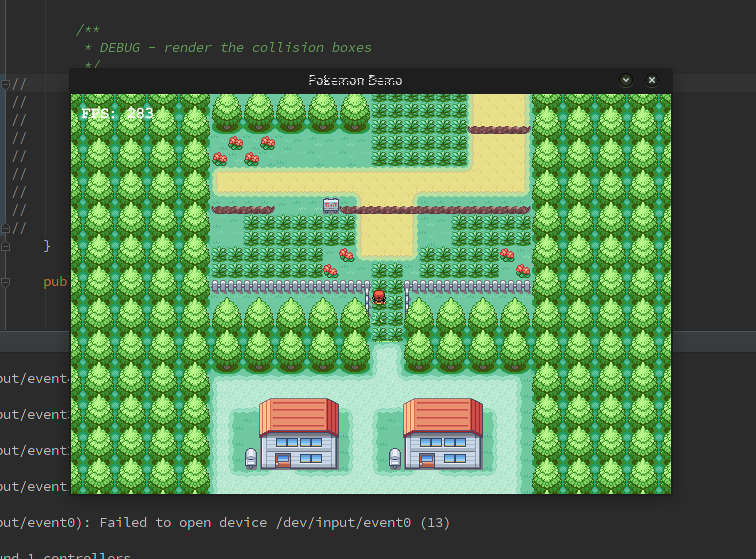 /**
* DEBUG - render the collision boxes
*/
//
Pokemon Demo
//
FPS: 283
//
//
//
//
//
//
//
}
pub
put/event
put/event
put/event
put/event
put/event0): Failed to open device /dev/input/event0 (13)
und 1 controllers